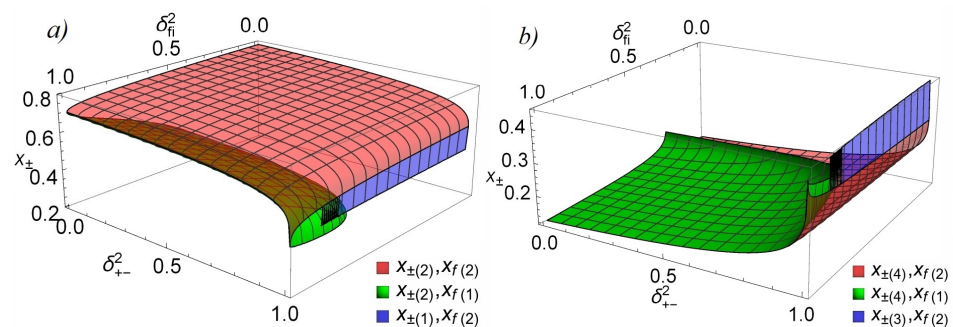 a)
δ²fi
0.0
0.5
1.0
0.8
0.6
x±
0.4
0.2
0.0
0.5
δ²+−
1.0
x±(2), xf(2)
x±(2), xf(1)
x±(1), xf(2)
b)
δ²fi
0.0
0.5
1.0
0.4
0.3
x±
0.2
0.0
0.5
δ²+−
1.0
x±(4), xf(2)
x±(4), xf(1)
x±(3), xf(2)